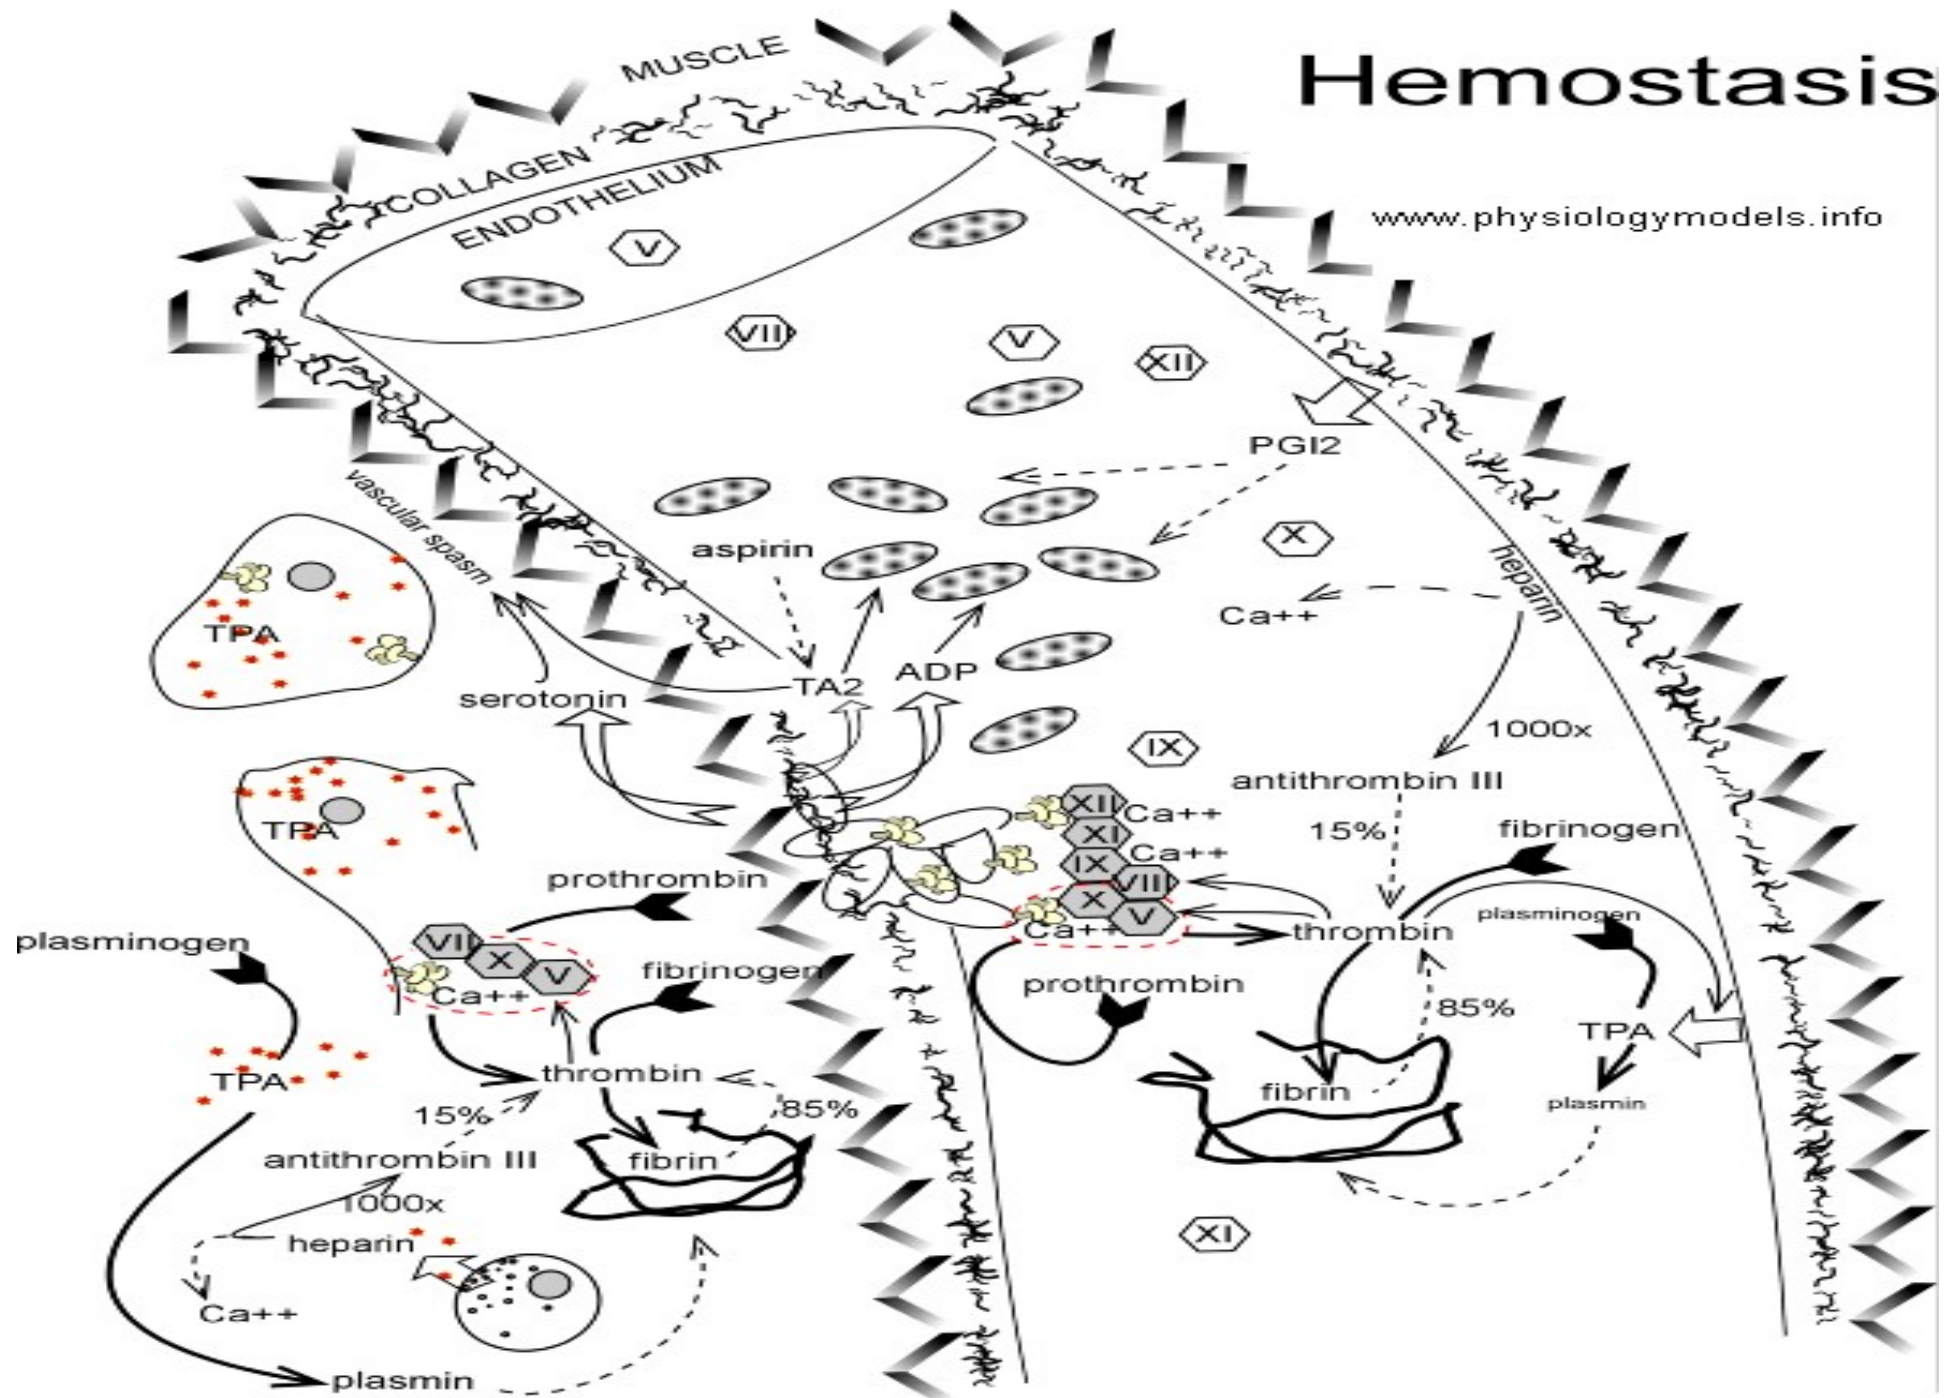 MUSCLE
Hemostasis
COLLAGEN
ENDOTHELIUM
www.physiologymodels.info
V
VII
V
XII
PGI2
vascular spasm
aspirin
X
heparin
Ca++
TPA
serotonin
TA2
ADP
1000x
IX
antithrombin III
XII
Ca++
15%
fibrinogen
TPA
XI
Ca++
IX
VIII
prothrombin
X
V
Ca++
thrombin
plasminogen
plasminogen
VII
X
V
Ca++
fibrinogen
prothrombin
85%
TPA
thrombin
TPA
15%
85%
fibrin
plasmin
antithrombin III
fibrin
1000x
heparin
XI
Ca++
plasmin